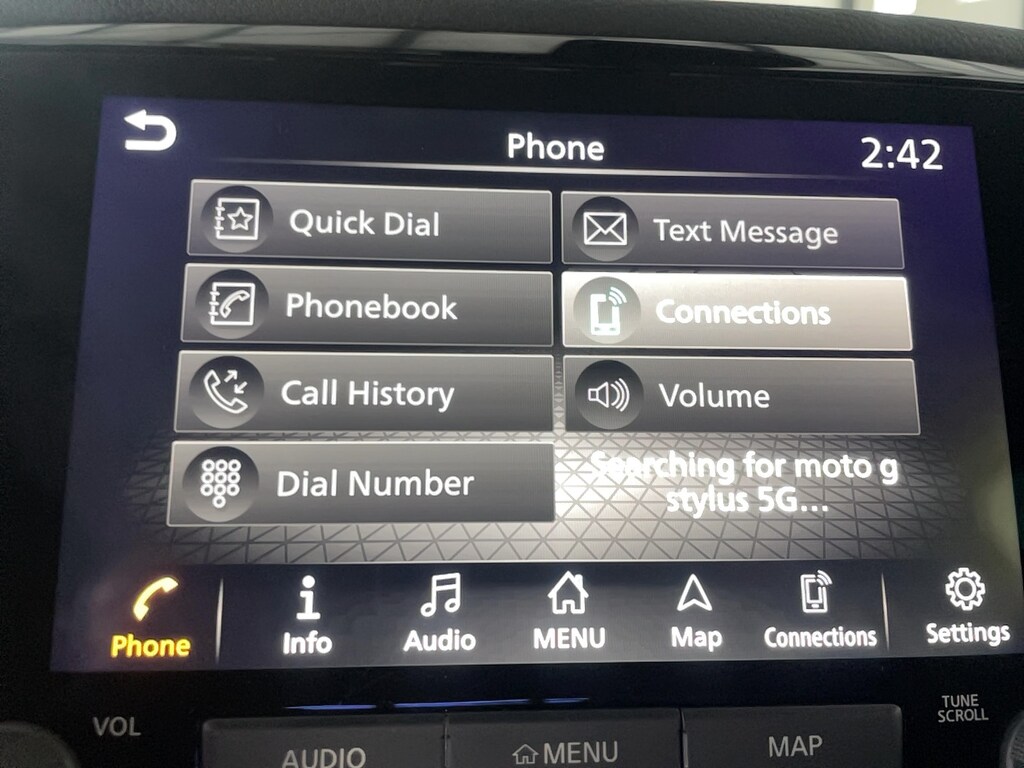 Phone
2:42
Quick Dial
Text Message
Phonebook
Connections
Call History
Volume
Dial Number
Searching for moto g
stylus 5G...
Phone
Info
Audio
MENU
Map
Connections
Settings
VOL
AUDIO
MENU
MAP
TUNE
SCROLL